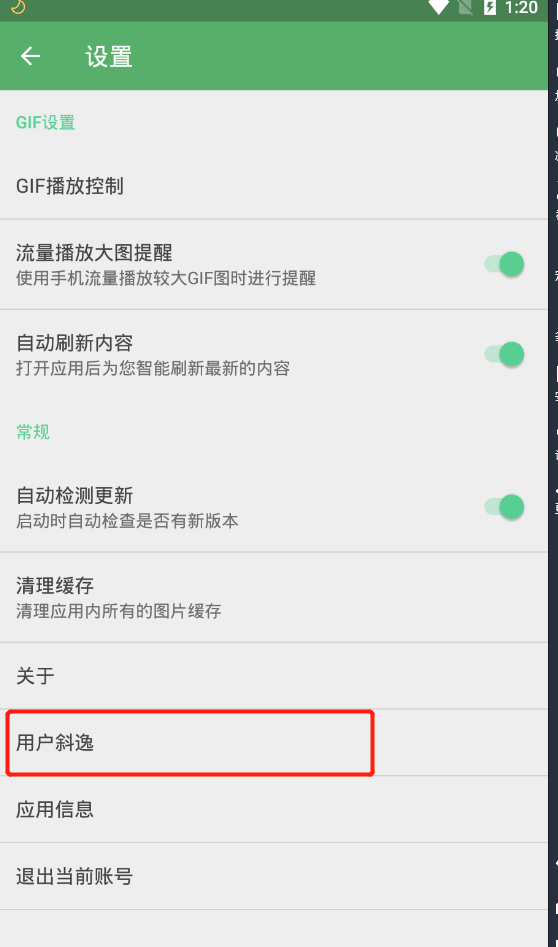 1:20
设置
GIF设置
GIF播放控制
流量播放大图提醒
使用手机流量播放较大GIF图时进行提醒
自动刷新内容
打开应用后为您智能刷新最新的内容
常规
自动检测更新
启动时自动检查是否有新版本
清理缓存
清理应用内所有的图片缓存
关于
用户斜逸
应用信息
退出当前账号